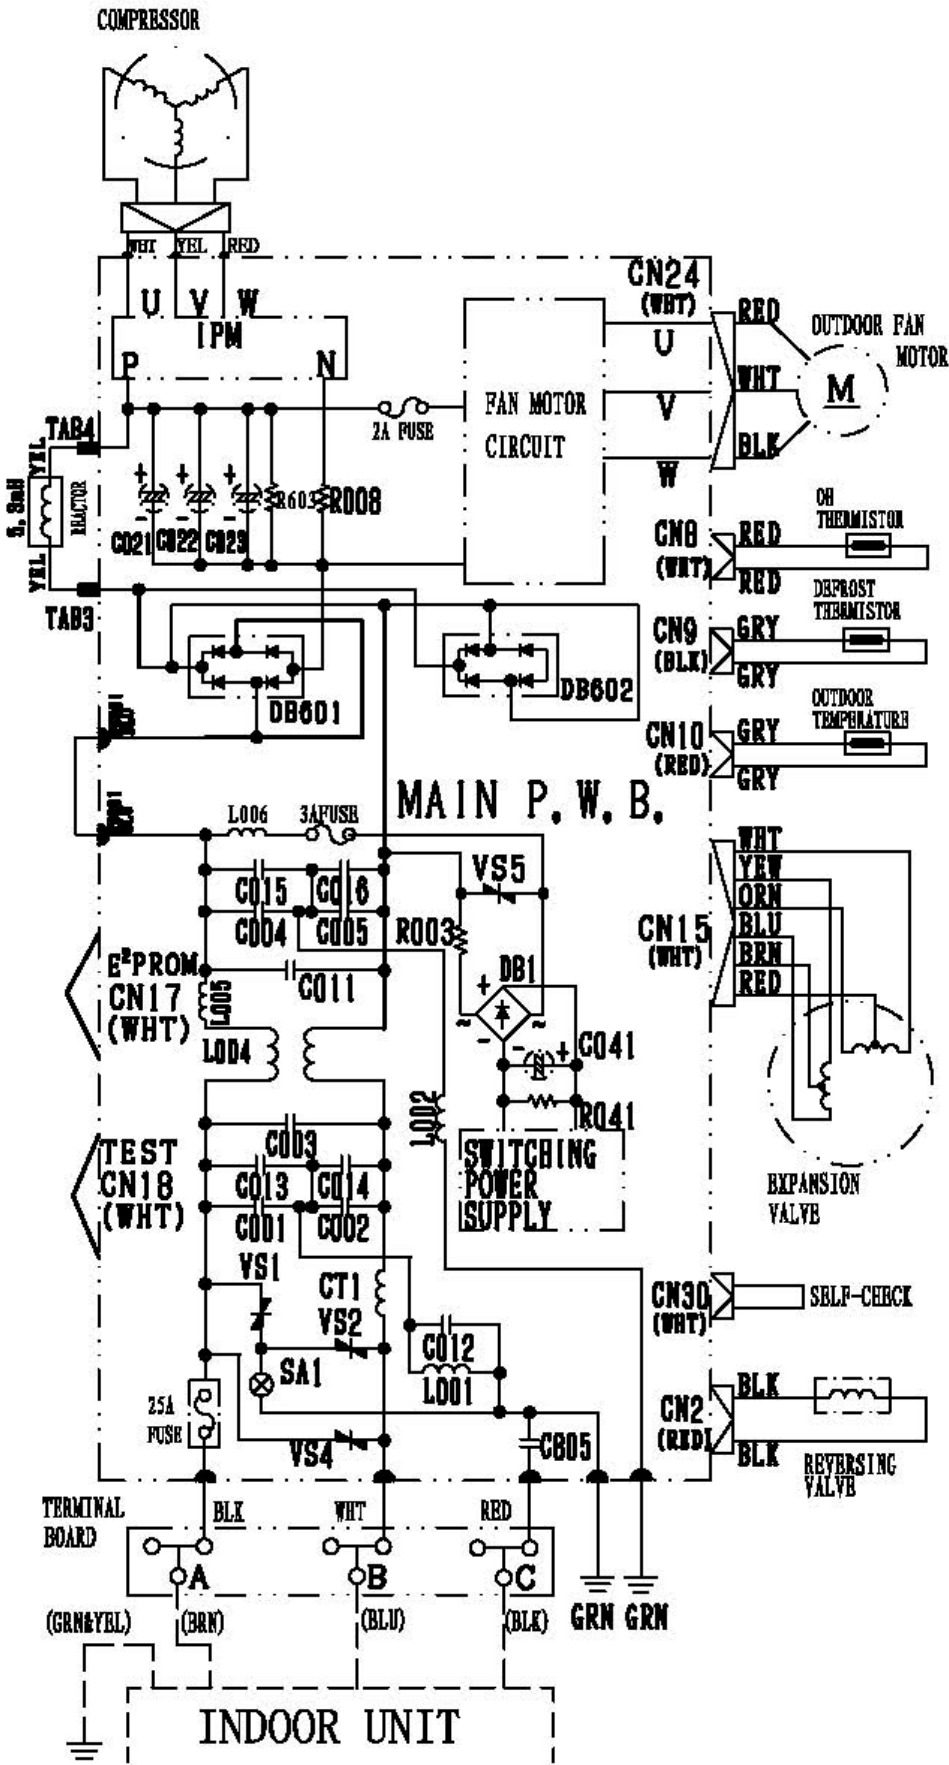 COMPRESSOR
WHT YEL RED
U V W
IPM
P N
CN24
(WHT)
U
V
W
RED
WHT
BLK
OUTDOOR FAN
MOTOR
M
FAN MOTOR
CIRCUIT
2A FUSE
TAB4
YEL
5.3mH
REACTOR
YEL
TAB3
+ + +
- - -
C021 C022 C023 R603 R008
CN8
(WHT)
RED
RED
OH
THERMISTOR
CN9
(BLK)
GRY
GRY
DEFROST
THERMISTOR
CN10
(RED)
GRY
GRY
OUTDOOR
TEMPERATURE
DB601
DB602
MAIN P.W.B.
L006
3AFUSE
C015 C016
C004 C005
C011
VS5
R003
DB1
+
~ ~
-
- +
C041
R041
SWITCHING
POWER
SUPPLY
L002
CN15
(WHT)
WHT
YEW
ORN
BLU
BRN
RED
EXPANSION
VALVE
E²PROM
CN17
(WHT)
L005
L004
TEST
CN18
(WHT)
C003
C013 C014
C001 C002
VS1
CT1
VS2
SA1
C012
L001
25A
FUSE
VS4
C805
CN30
(WHT)
SELF-CHECK
CN2
(RED)
BLK
BLK
REVERSING
VALVE
TERMINAL
BOARD
BLK
WHT
RED
A B C
GRN GRN
(GRN&YEL)
(BRN)
(BLU)
(BLK)
INDOOR UNIT